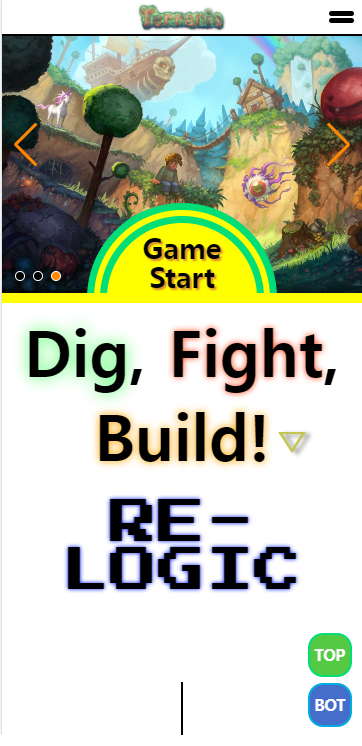 Terraria
Game
Start
Dig, Fight,
Build!
RE-
LOGIC
TOP
BOT